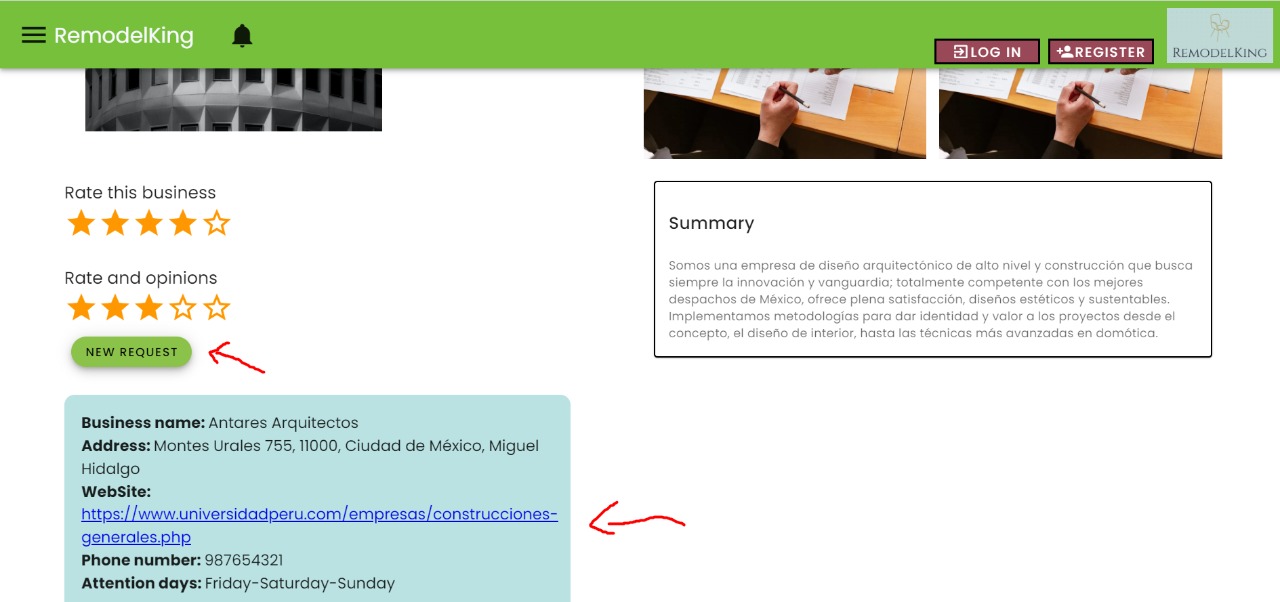 RemodelKing
LOG IN
REGISTER
REMODELKING
Rate this business
Rate and opinions
NEW REQUEST
Summary
Somos una empresa de diseño arquitectónico de alto nivel y construcción que busca
siempre la innovación y vanguardia; totalmente competente con los mejores
despachos de México, ofrece plena satisfacción, diseños estéticos y sustentables.
Implementamos metodologías para dar identidad y valor a los proyectos desde el
concepto, el diseño de interior, hasta las técnicas más avanzadas en domótica.
Business name: Antares Arquitectos
Address: Montes Urales 755, 11000, Ciudad de México, Miguel
Hidalgo
WebSite:
https://www.universidadperu.com/empresas/construcciones-
generales.php
Phone number: 987654321
Attention days: Friday-Saturday-Sunday